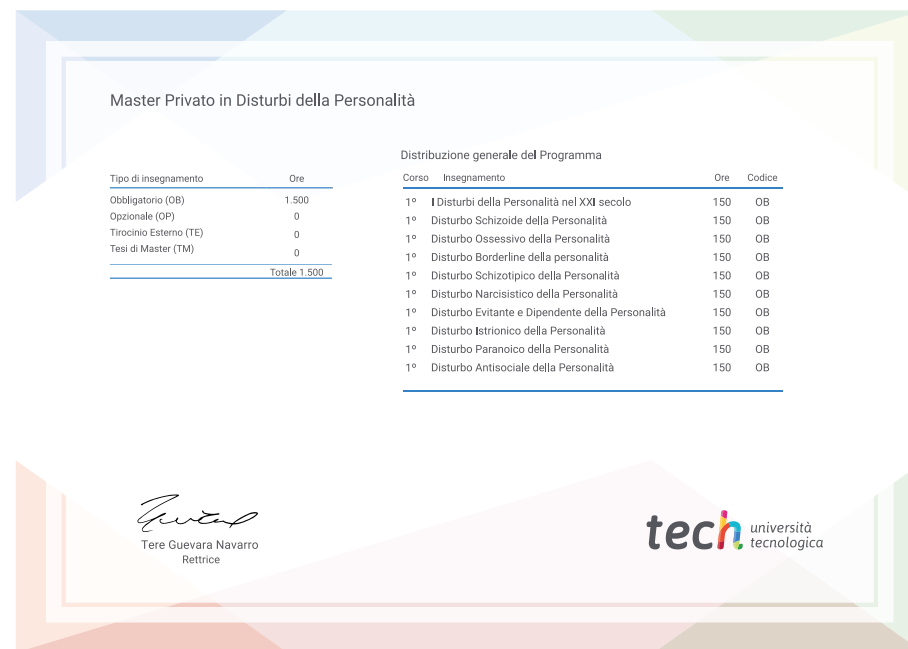 Master Privato in Disturbi della Personalità
Tipo di insegnamento Ore
Obbligatorio (OB) 1.500
Opzionale (OP) 0
Tirocinio Esterno (TE) 0
Tesi di Master (TM) 0
Totale 1.500
Distribuzione generale del Programma
Corso Insegnamento Ore Codice
1º I Disturbi della Personalità nel XXI secolo 150 OB
1º Disturbo Schizoide della Personalità 150 OB
1º Disturbo Ossessivo della Personalità 150 OB
1º Disturbo Borderline della personalità 150 OB
1º Disturbo Schizotipico della Personalità 150 OB
1º Disturbo Narcisistico della Personalità 150 OB
1º Disturbo Evitante e Dipendente della Personalità 150 OB
1º Disturbo Istrionico della Personalità 150 OB
1º Disturbo Paranoico della Personalità 150 OB
1º Disturbo Antisociale della Personalità 150 OB
Tere Guevara Navarro
Rettrice
tech università
tecnologica